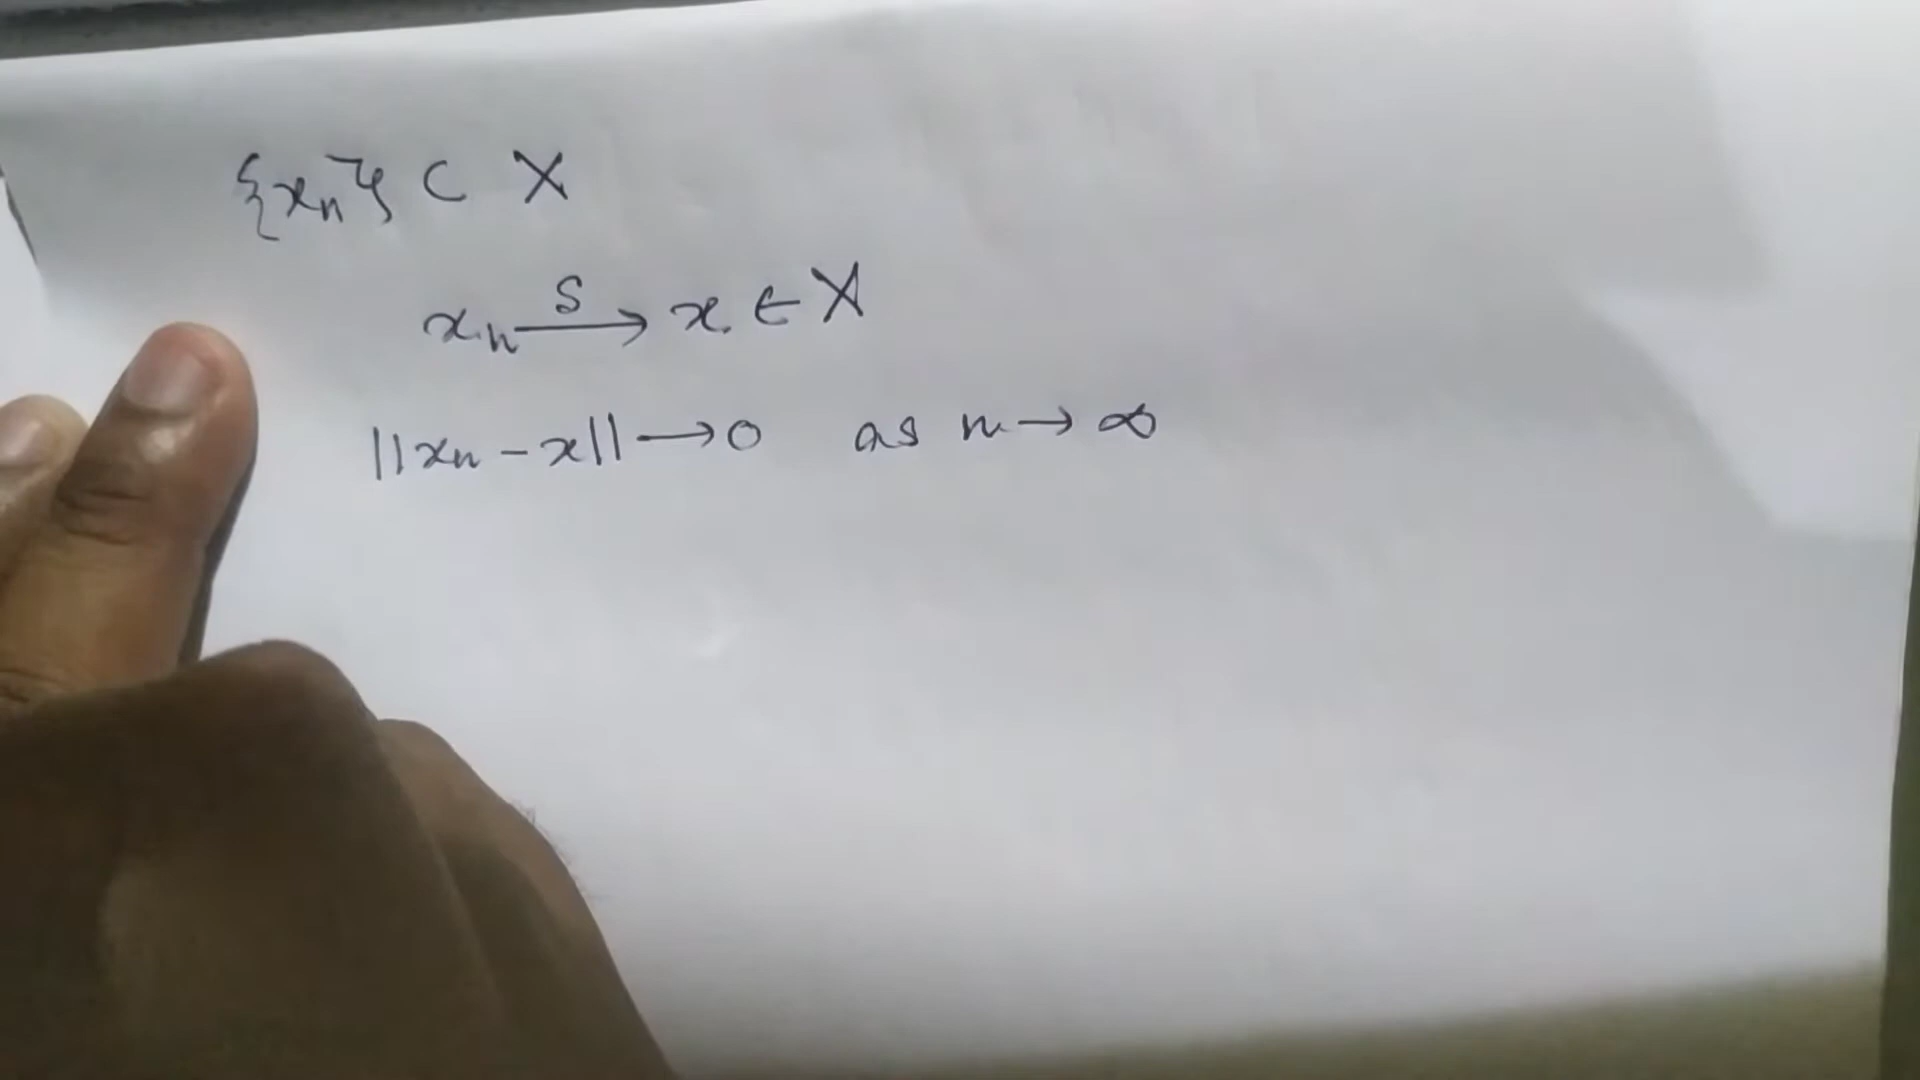 {xₙ} ⊂ X
xₙ —S→ x ∈ X
||xₙ - x|| → 0 as n → ∞